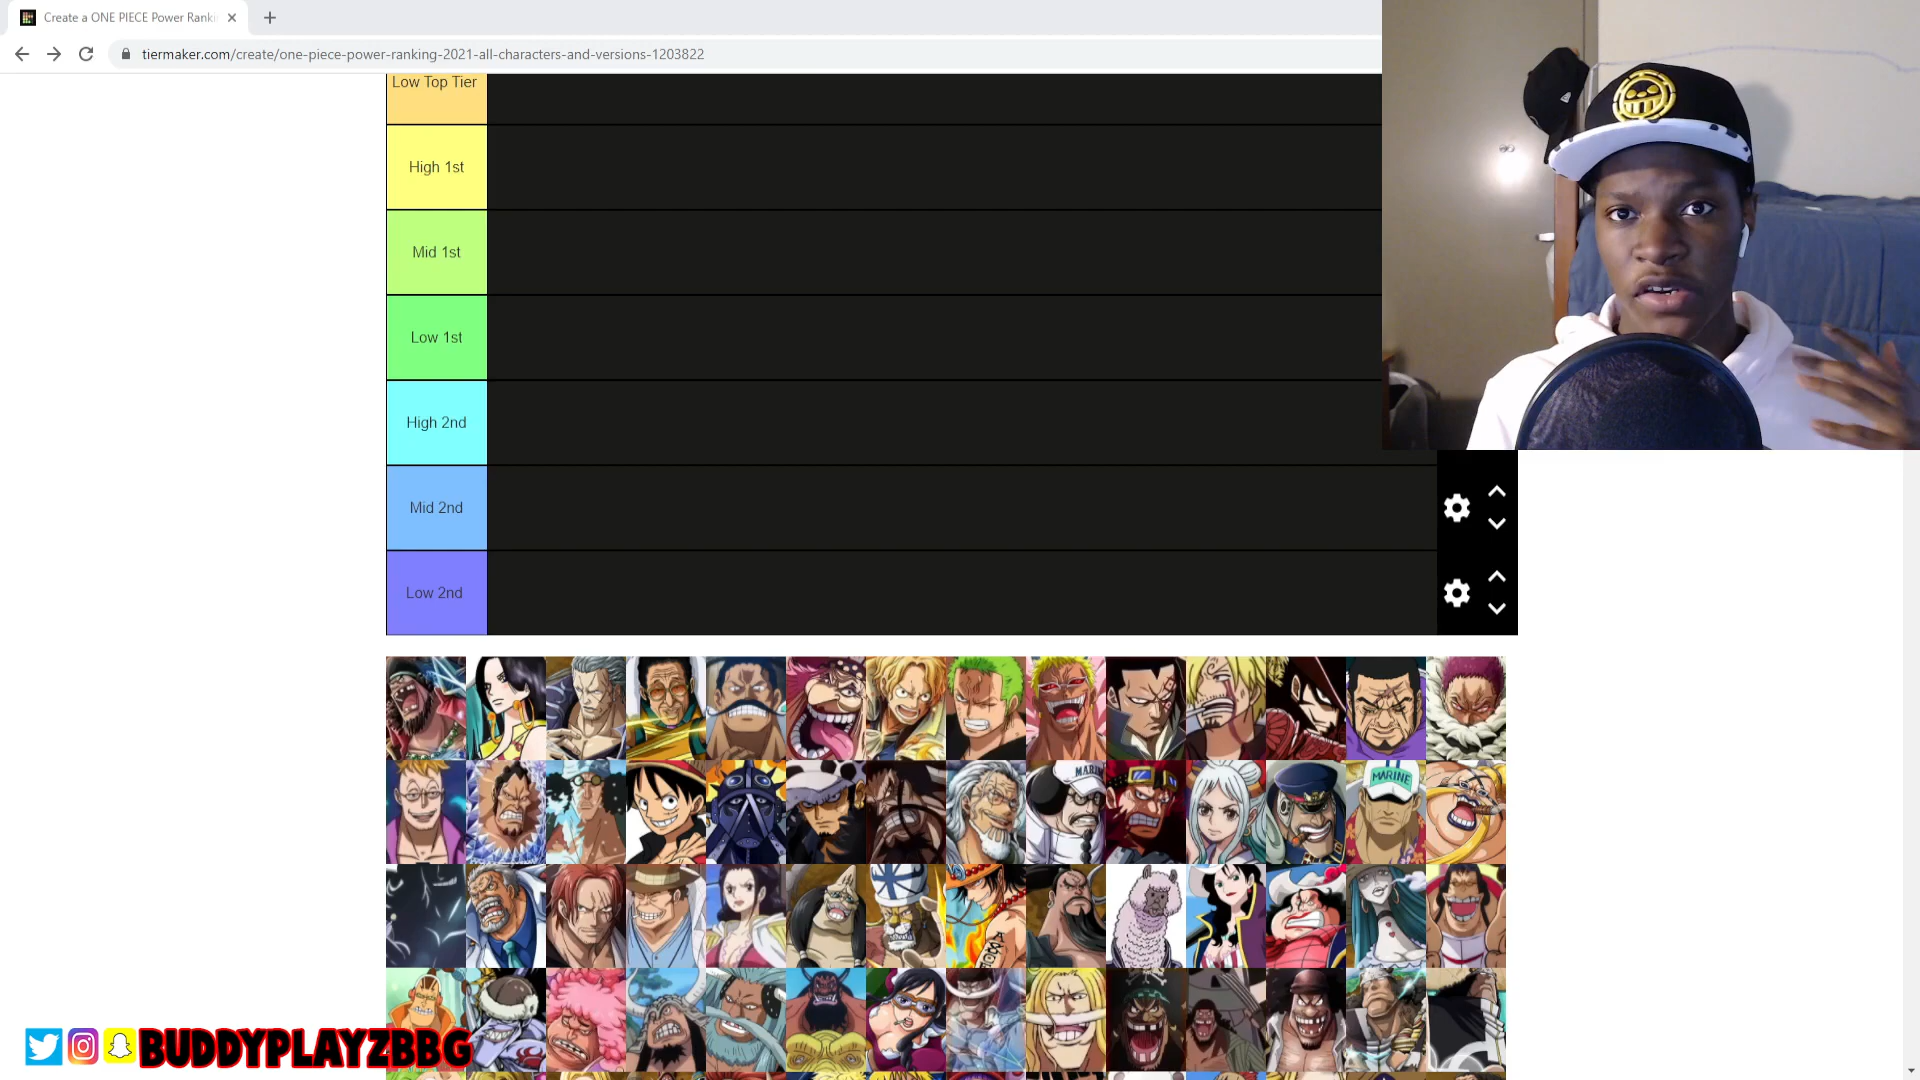 Create a ONE PIECE Power Ranki
tiermaker.com/create/one-piece-power-ranking-2021-all-characters-and-versions-1203822
Low Top Tier
High 1st
Mid 1st
Low 1st
High 2nd
Mid 2nd
Low 2nd
MARINE
BUDDYPLAYZBBG